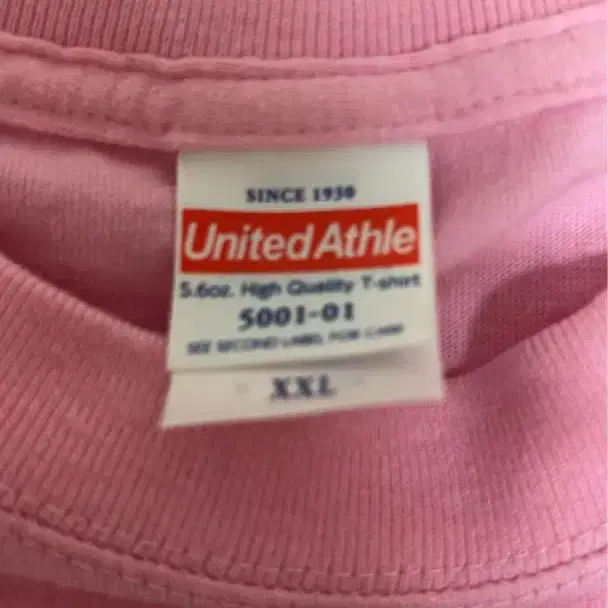 SINCE 1930
United Athle
5.6oz. High Quality T-shirt
5001-01
SEE SECOND LABEL FOR CARE
XXL